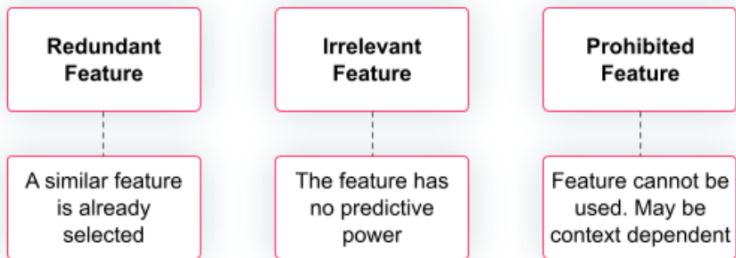 Redundant
Feature
Irrelevant
Feature
Prohibited
Feature
A similar feature
is already
selected
The feature has
no predictive
power
Feature cannot be
used. May be
context dependent